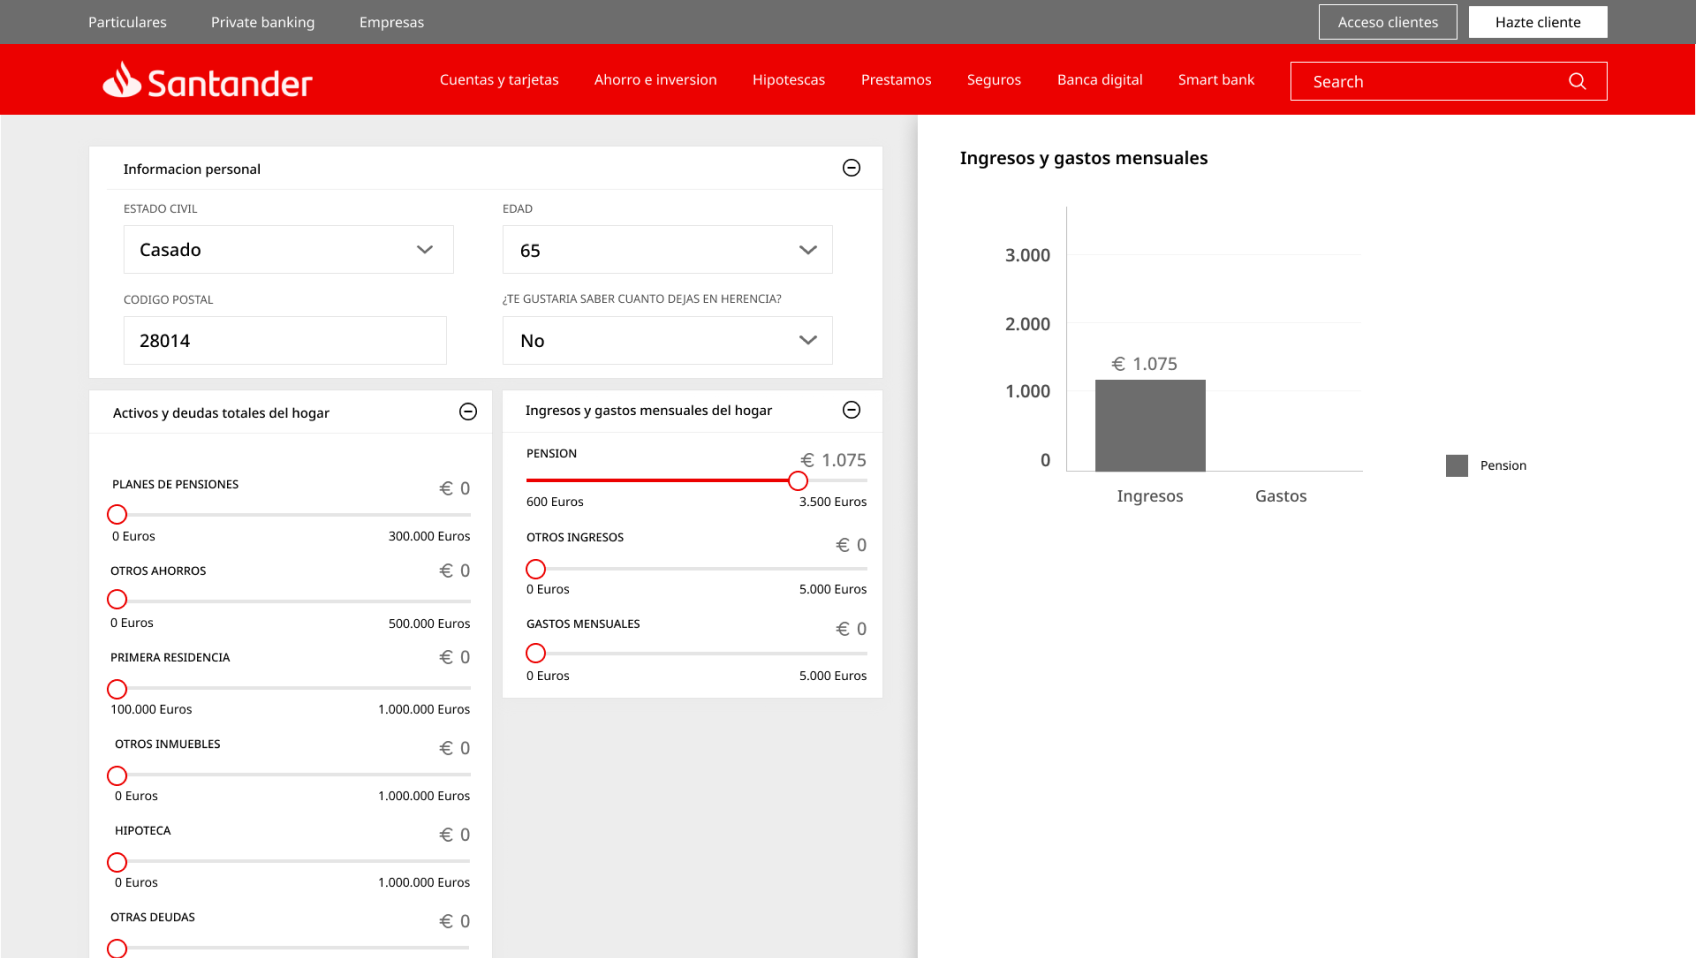 Particulares
Private banking
Empresas
Acceso clientes
Hazte cliente
Santander
Cuentas y tarjetas
Ahorro e inversion
Hipotescas
Prestamos
Seguros
Banca digital
Smart bank
Search
Informacion personal
ESTADO CIVIL
Casado
EDAD
65
CODIGO POSTAL
28014
¿TE GUSTARIA SABER CUANTO DEJAS EN HERENCIA?
No
Activos y deudas totales del hogar
PLANES DE PENSIONES
€ 0
0 Euros
300.000 Euros
OTROS AHORROS
€ 0
0 Euros
500.000 Euros
PRIMERA RESIDENCIA
€ 0
100.000 Euros
1.000.000 Euros
OTROS INMUEBLES
€ 0
0 Euros
1.000.000 Euros
HIPOTECA
€ 0
0 Euros
1.000.000 Euros
OTRAS DEUDAS
€ 0
Ingresos y gastos mensuales del hogar
PENSION
€ 1.075
600 Euros
3.500 Euros
OTROS INGRESOS
€ 0
0 Euros
5.000 Euros
GASTOS MENSUALES
€ 0
0 Euros
5.000 Euros
Ingresos y gastos mensuales
3.000
2.000
€ 1.075
1.000
0
Ingresos
Gastos
Pension